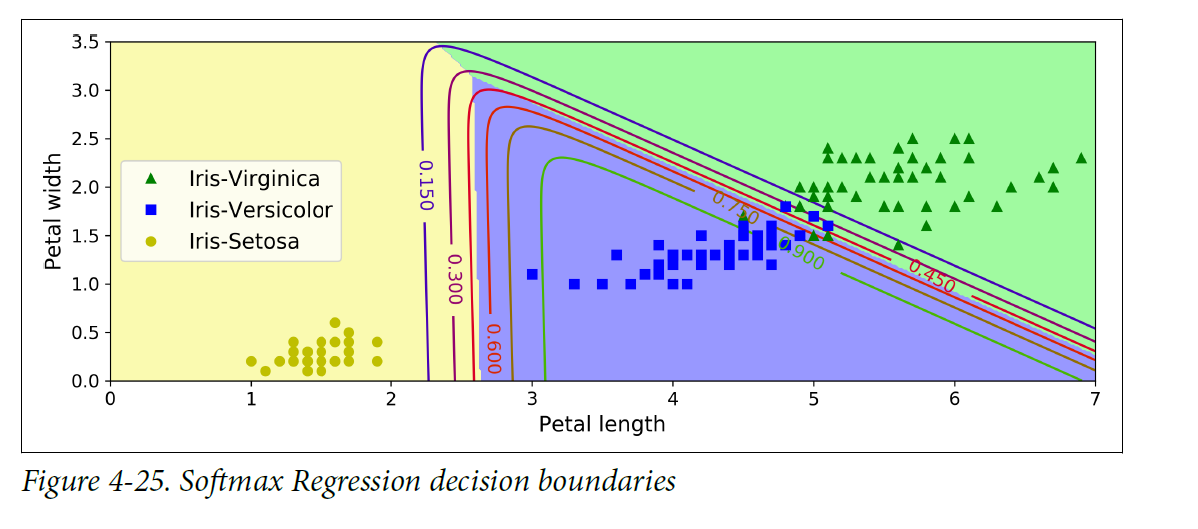 3.5
3.0
2.5
2.0
1.5
1.0
0.5
0.0
Petal width
Iris-Virginica
Iris-Versicolor
Iris-Setosa
0.150
0.300
0.600
0.750
0.900
0.450
0 1 2 3 4 5 6 7
Petal length
Figure 4-25. Softmax Regression decision boundaries